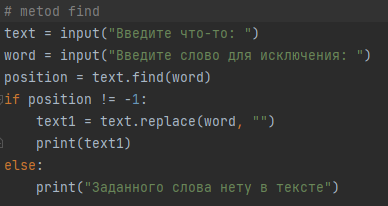 # metod find
text = input("Введите что-то: ")
word = input("Введите слово для исключения: ")
position = text.find(word)
if position != -1:
    text1 = text.replace(word, "")
    print(text1)
else:
    print("Заданного слова нету в тексте")